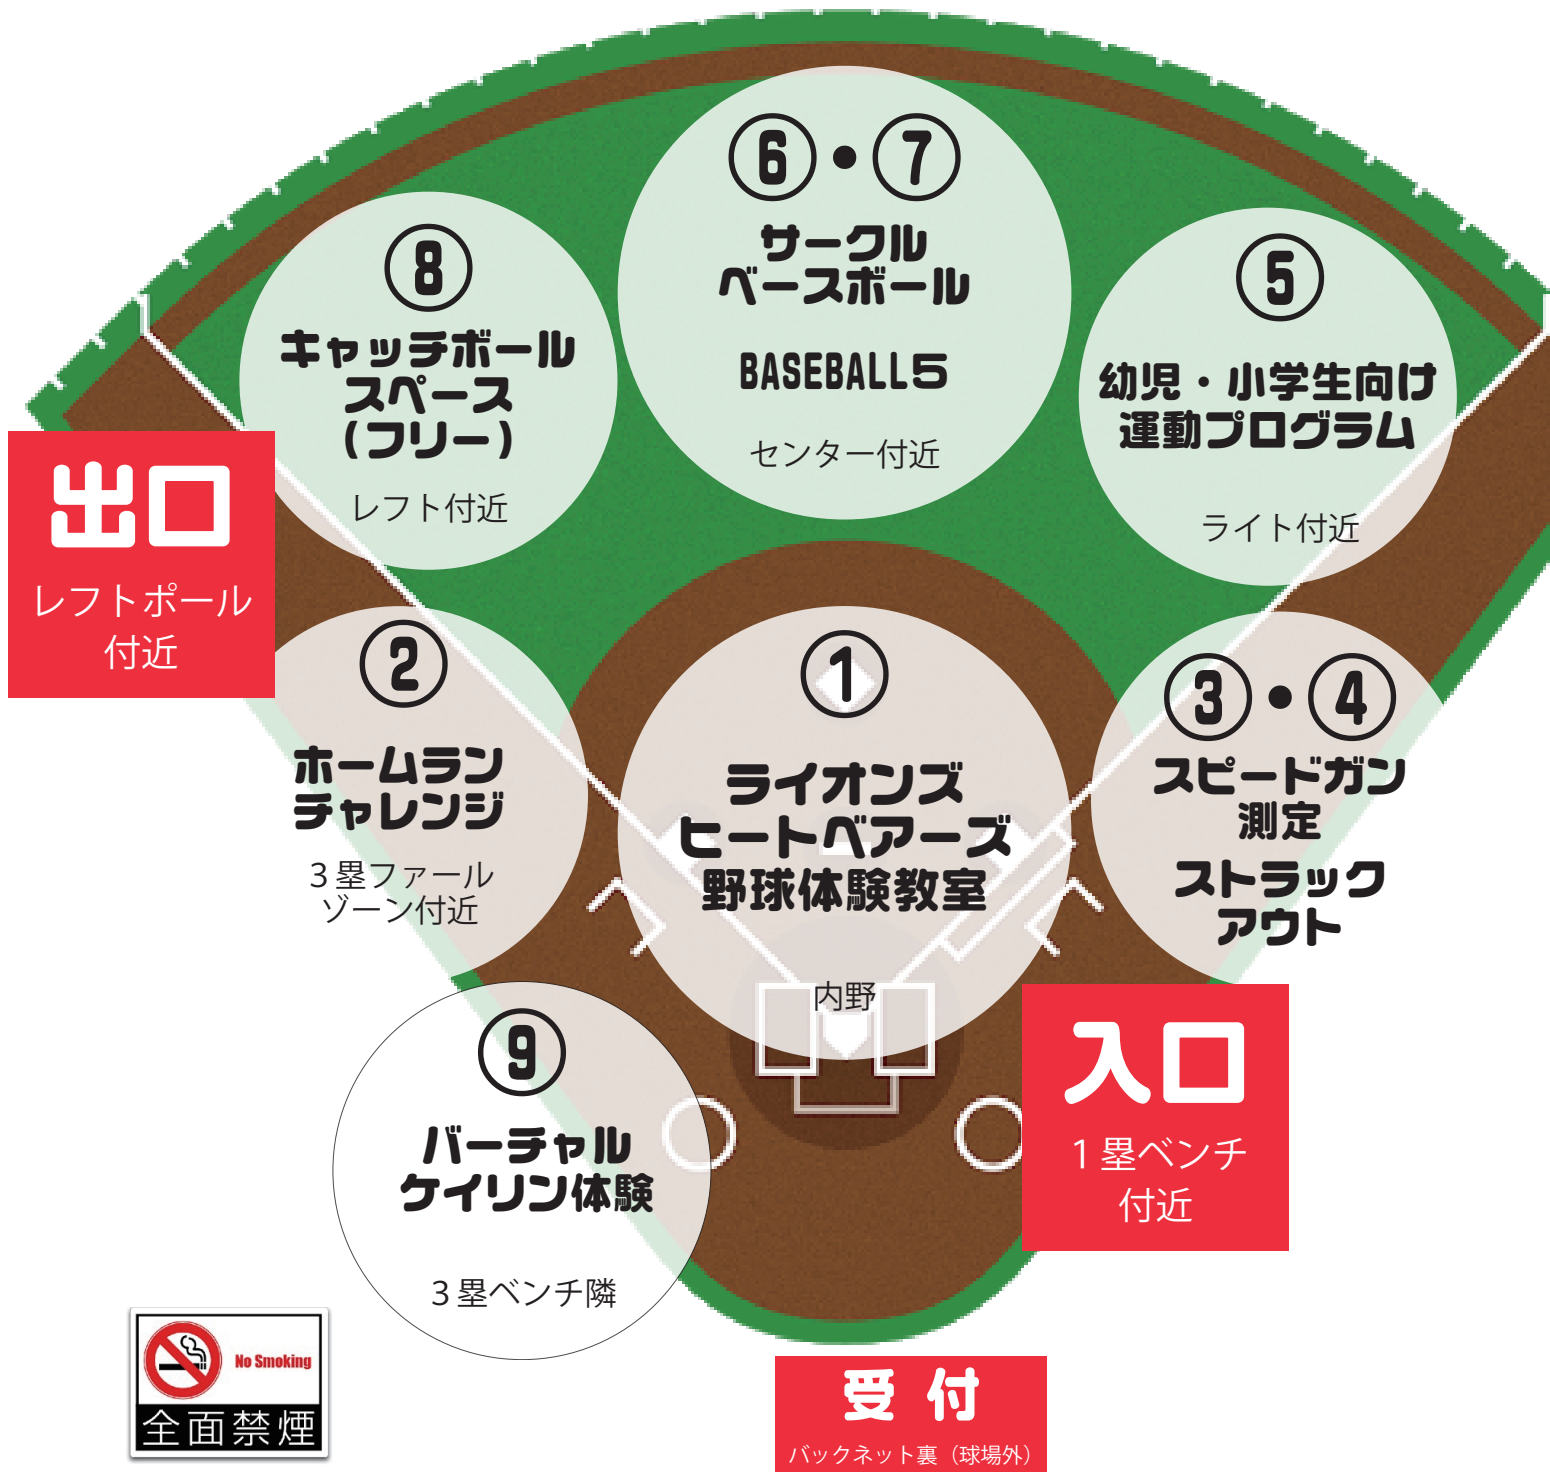 ⑥・⑦
サークル
ベースボール
BASEBALL5
センター付近
⑧
キャッチボール
スペース
(フリー)
レフト付近
⑤
幼児・小学生向け
運動プログラム
ライト付近
出口
レフトポール
付近
②
ホームラン
チャレンジ
3塁ファール
ゾーン付近
①
ライオンズ
ヒートベアーズ
野球体験教室
内野
③・④
スピードガン
測定
ストラック
アウト
⑨
バーチャル
ケイリン体験
3塁ベンチ隣
入口
1塁ベンチ
付近
No Smoking
全面禁煙
受付
バックネット裏（球場外）